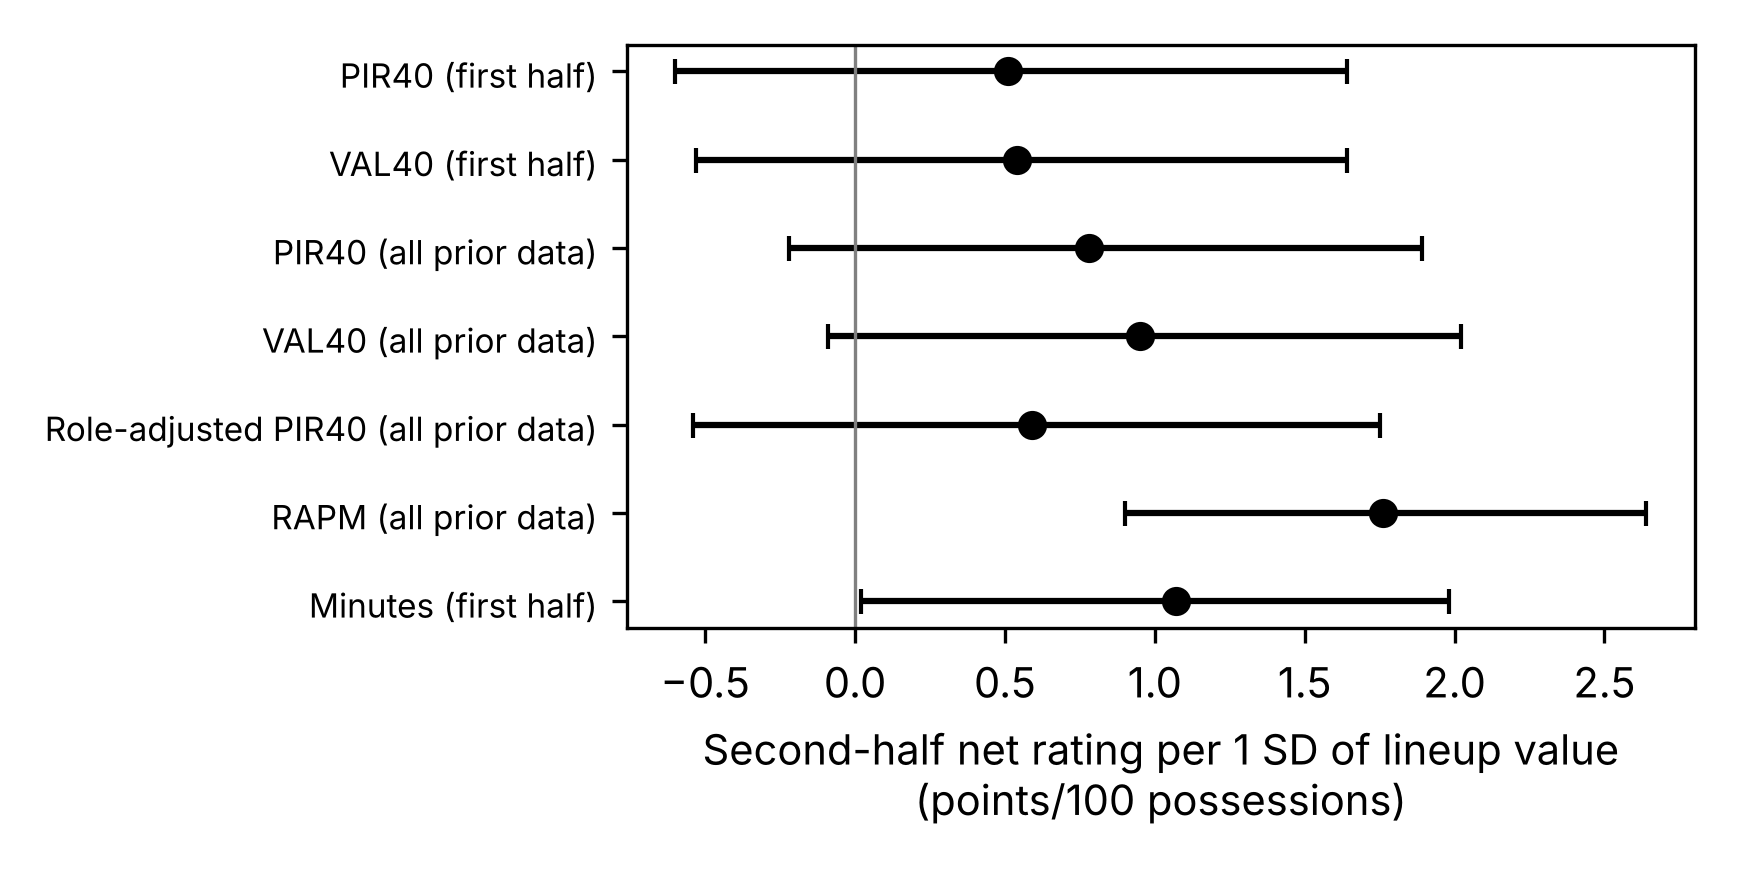 PIR40 (first half)
VAL40 (first half)
PIR40 (all prior data)
VAL40 (all prior data)
Role-adjusted PIR40 (all prior data)
RAPM (all prior data)
Minutes (first half)
−0.5 0.0 0.5 1.0 1.5 2.0 2.5
Second-half net rating per 1 SD of lineup value
(points/100 possessions)